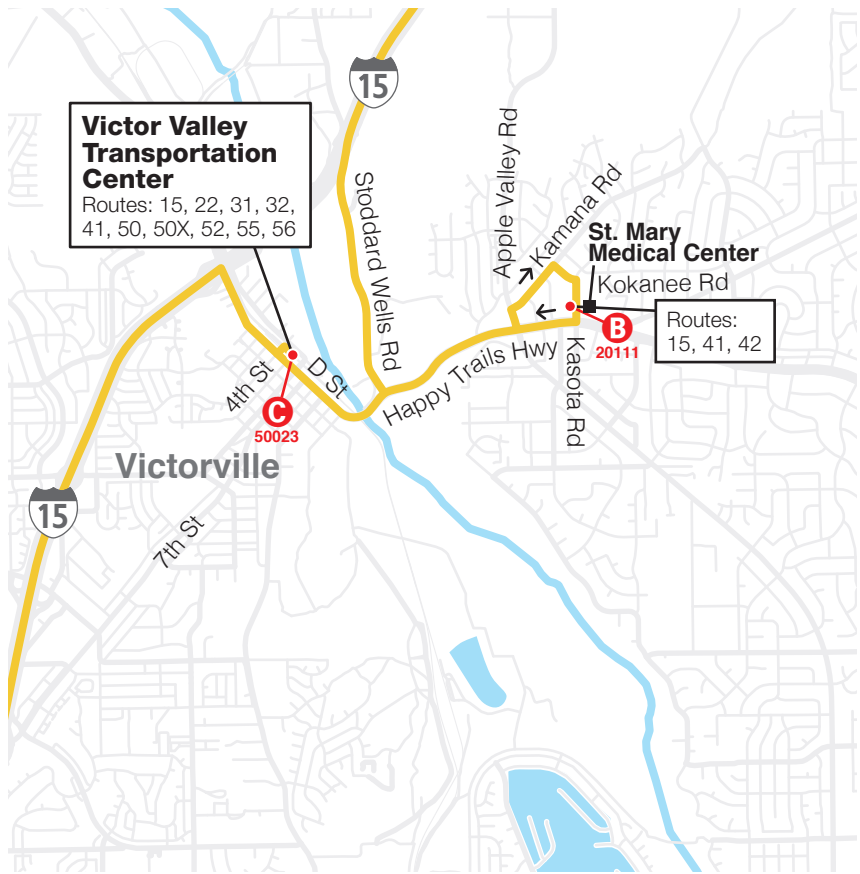 15
Victor Valley
Transportation
Center
Routes: 15, 22, 31, 32,
41, 50, 50X, 52, 55, 56
Stoddard Wells Rd
Apple Valley Rd
Kamana Rd
St. Mary
Medical Center
Kokanee Rd
Routes:
15, 41, 42
B
20111
Happy Trails Hwy
Kasota Rd
D St
4th St
C
50023
Victorville
15
7th St